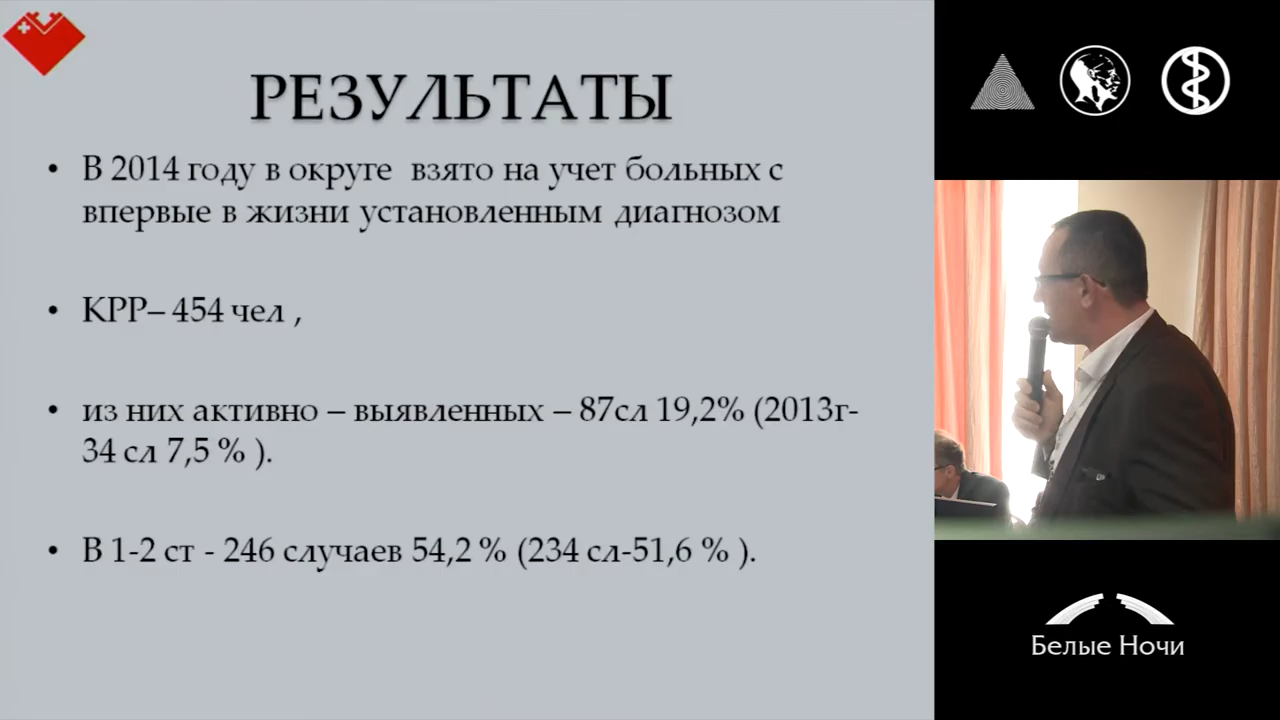 РЕЗУЛЬТАТЫ
• В 2014 году в округе взято на учет больных с
впервые в жизни установленным диагнозом
• КРР– 454 чел ,
• из них активно – выявленных – 87сл 19,2% (2013г-
34 сл 7,5 % ).
• В 1-2 ст - 246 случаев 54,2 % (234 сл-51,6 % ).
Белые Ночи